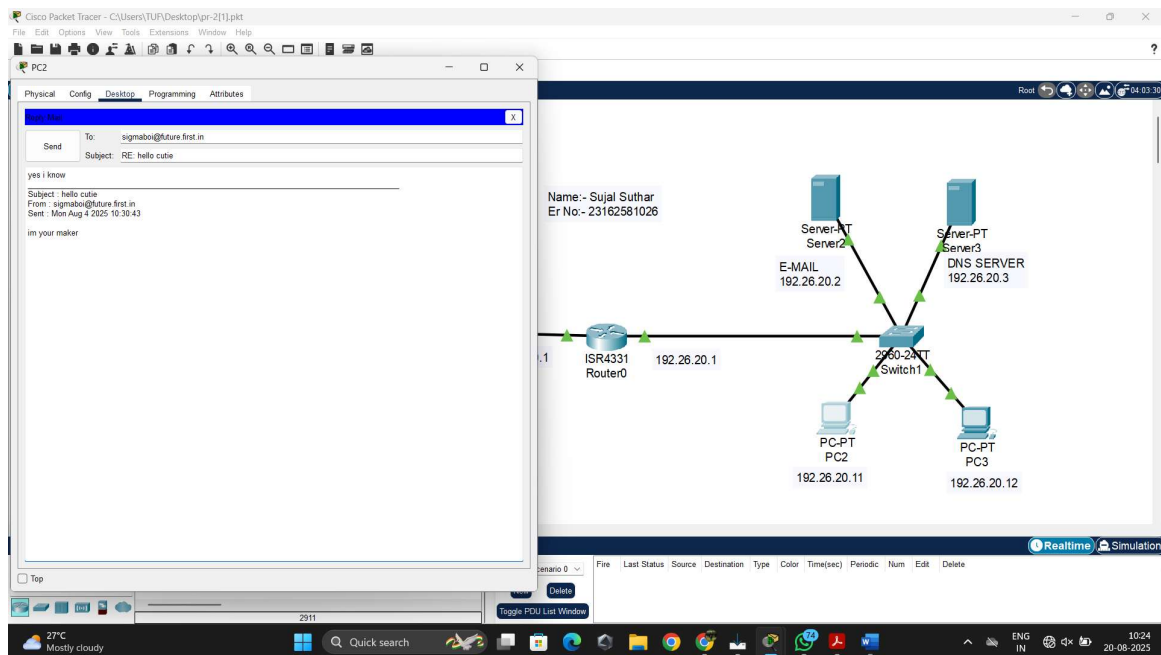 Cisco Packet Tracer - C:\Users\TUF\Desktop\pr-2[1].pkt
File Edit Options View Tools Extensions Window Help
?
PC2
Physical Config Desktop Programming Attributes
Root
04:03:30
X
Send
To: sigmaboi@future.first.in
Subject: RE: hello cutie
yes i know
Subject : hello cutie
From : sigmaboi@future.first.in
Sent : Mon Aug 4 2025 10:30:43
im your maker
Name:- Sujal Suthar
Er No:- 23162581026
Server-PT
Server2
Server-PT
Server3
E-MAIL
192.26.20.2
DNS SERVER
192.26.20.3
.1
ISR4331
Router0
192.26.20.1
2960-24TT
Switch1
PC-PT
PC2
192.26.20.11
PC-PT
PC3
192.26.20.12
Realtime Simulation
Top
Fire Last Status Source Destination Type Color Time(sec) Periodic Num Edit Delete
Delete
Toggle PDU List Window
2911
27°C
Mostly cloudy
Quick search
74
ENG
IN
10:24
20-08-2025